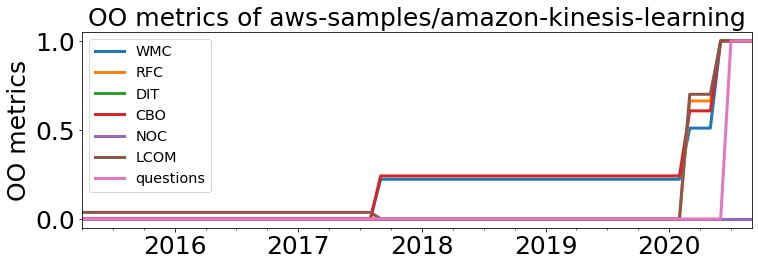 OO metrics of aws-samples/amazon-kinesis-learning
OO metrics
1.0
0.5
0.0
WMC
RFC
DIT
CBO
NOC
LCOM
questions
2016 2017 2018 2019 2020